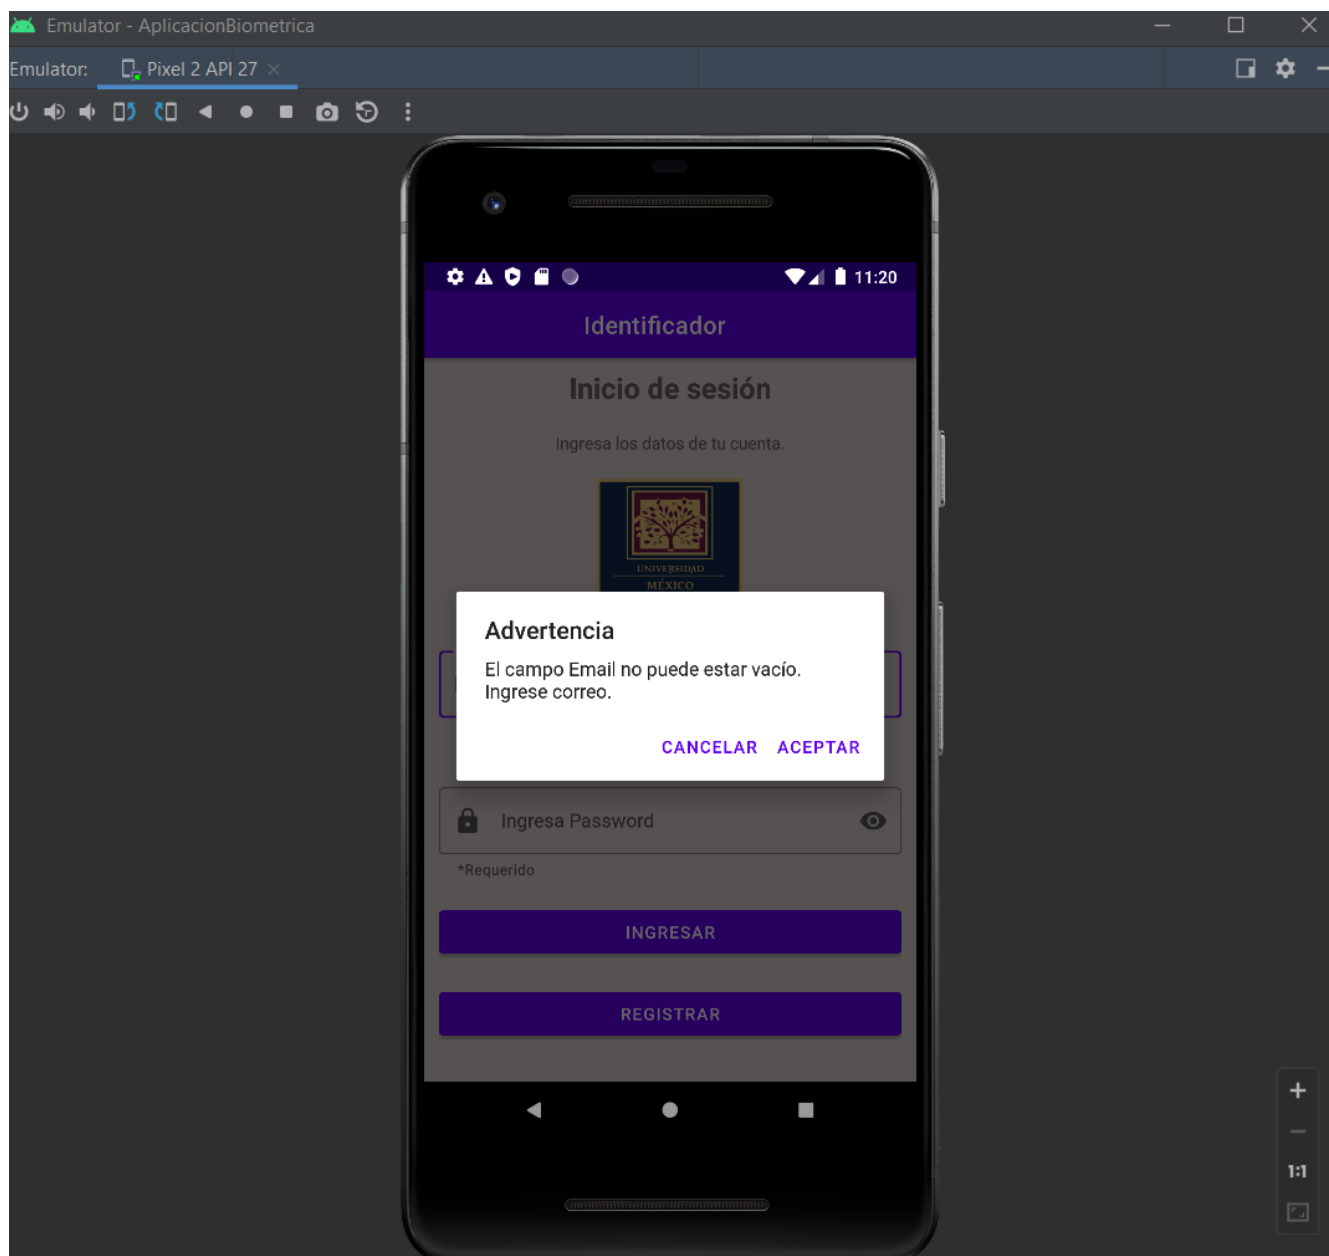 Emulator - AplicacionBiometrica
Emulator: Pixel 2 API 27
11:20
Identificador
Inicio de sesión
Ingresa los datos de tu cuenta.
UNIVERSIDAD
MÉXICO
Advertencia
El campo Email no puede estar vacío.
Ingrese correo.
CANCELAR ACEPTAR
Ingresa Password
*Requerido
INGRESAR
REGISTRAR
1:1